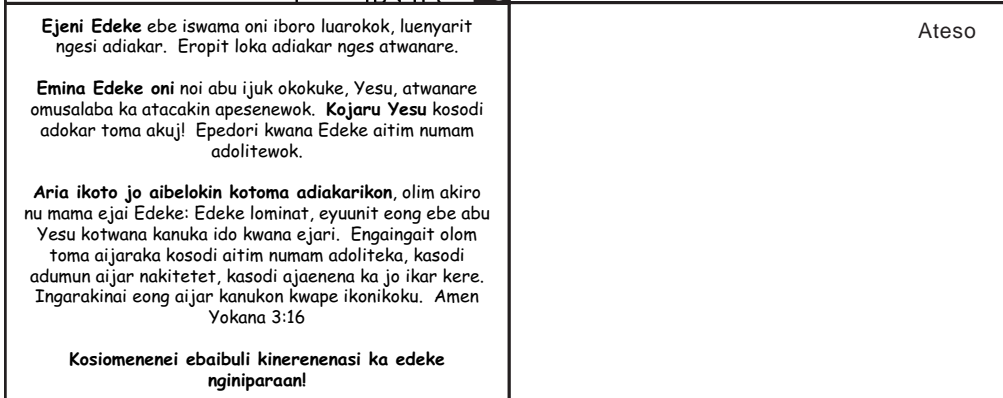 Ejeni Edeke ebe iswama oni iboro luarokok, luenyarit
ngesi adiakar. Eropit loka adiakar nges atwanare.
Emina Edeke oni noi abu ijuk okokuke, Yesu, atwanare
omusalaba ka atacakin apesenewok. Kojaru Yesu kosodi
adokar toma akuj! Epedori kwana Edeke aitim numam
adolitewok.
Aria ikoto jo aibelokin kotoma adiakarikon, olim akiro
nu mama ejai Edeke: Edeke lominat, eyuunit eong ebe abu
Yesu kotwana kanuka ido kwana ejari. Engaingait olom
toma aijaraka kosodi aitim numam adoliteka, kasodi
adumun aijar nakitetet, kasodi ajaenena ka jo ikar kere.
Ingarakinai eong aijar kanukon kwape ikonikoku. Amen
Yokana 3:16
Kosiomenenei ebaibuli kinerenenasi ka edeke
nginiparaan!
Ateso